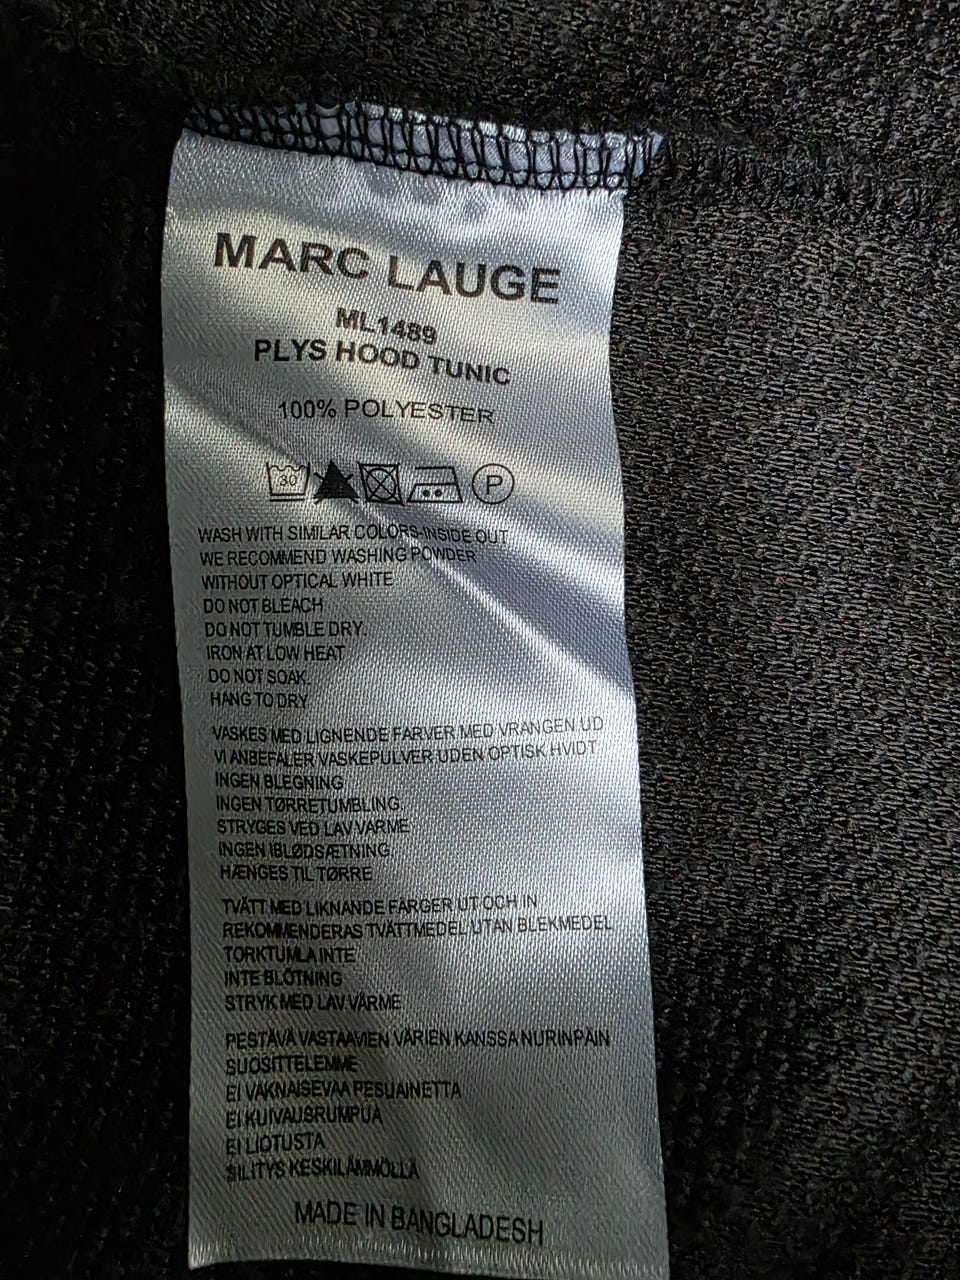 MARC LAUGE
ML1489
PLYS HOOD TUNIC
100% POLYESTER
30 P
WASH WITH SIMILAR COLORS-INSIDE OUT
WE RECOMMEND WASHING POWDER
WITHOUT OPTICAL WHITE
DO NOT BLEACH
DO NOT TUMBLE DRY.
IRON AT LOW HEAT
DO NOT SOAK.
HANG TO DRY
VASKES MED LIGNENDE FARVER MED VRANGEN UD
VI ANBEFALER VASKEPULVER UDEN OPTISK HVIDT
INGEN BLEGNING
INGEN TØRRETUMBLING
STRYGES VED LAV VARME
INGEN IBLØDSÆTNING.
HÆNGES TIL TØRRE
TVÄTT MED LIKNANDE FÄRGER UT OCH IN
REKOMMENDERAS TVÄTTMEDEL UTAN BLEKMEDEL
TORKTUMLA INTE
INTE BLÖTNING
STRYK MED LAV VÄRME
PESTÄVÄ VASTAAVIEN VÄRIEN KANSSA NURINPÄIN
SUOSITTELEMME
EI VAKNAISEVAA PESUAINETTA
EI KUIVAUSRUMPUA
EI LIOTUSTA
SILITYS KESKILÄMMÖLLÄ
MADE IN BANGLADESH